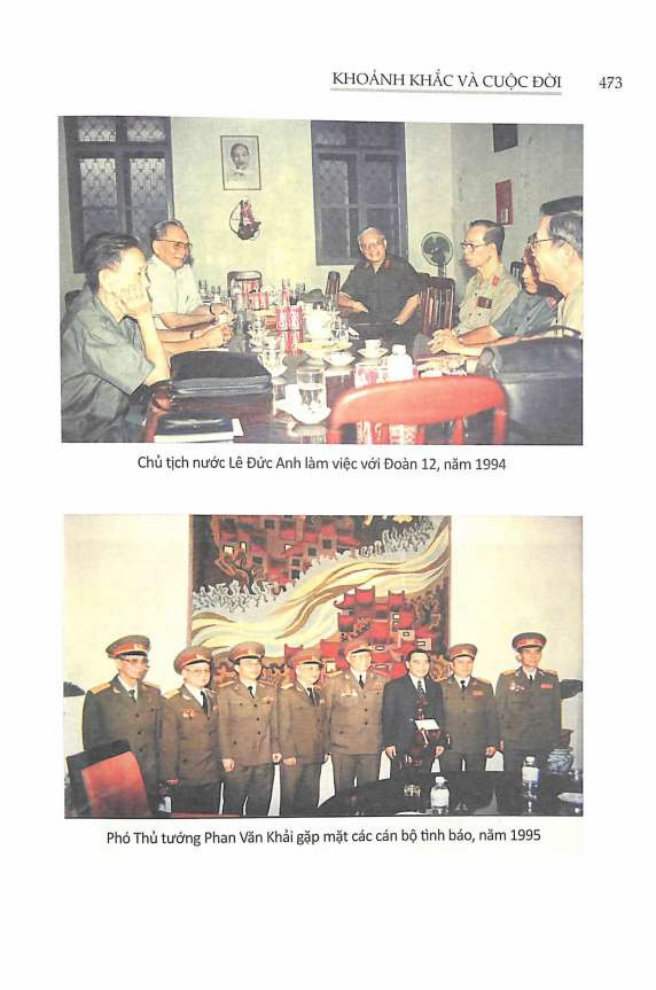 KHOẢNH KHẮC VÀ CUỘC ĐỜI 473
Chủ tịch nước Lê Đức Anh làm việc với Đoàn 12, năm 1994
Phó Thủ tướng Phan Văn Khải gặp mặt các cán bộ tình báo, năm 1995